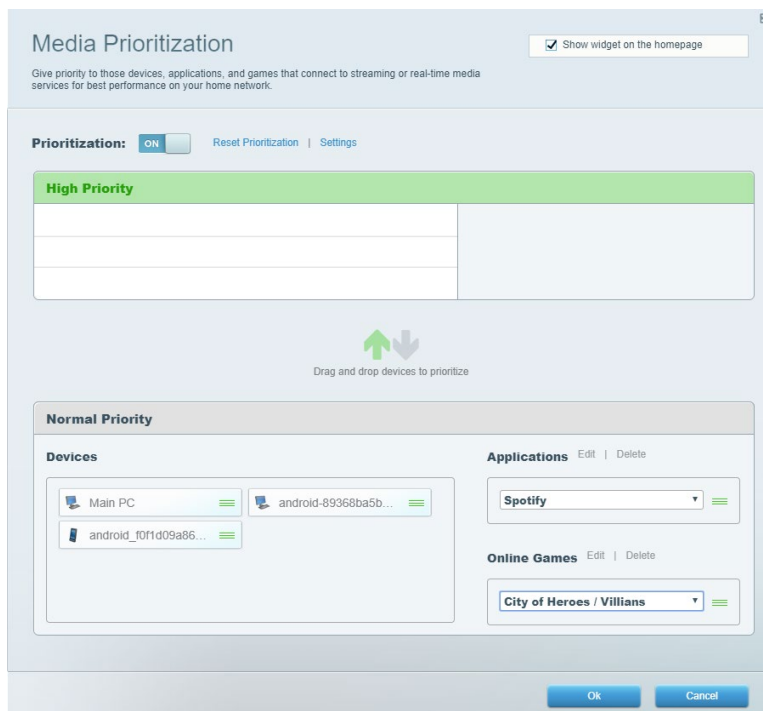 Media Prioritization
Show widget on the homepage
Give priority to those devices, applications, and games that connect to streaming or real-time media
services for best performance on your home network.
Prioritization: ON Reset Prioritization | Settings
High Priority
Drag and drop devices to prioritize
Normal Priority
Devices
Main PC
android-89368ba5b...
android_f0f1d09a86...
Applications Edit | Delete
Spotify
Online Games Edit | Delete
City of Heroes / Villians
Ok Cancel